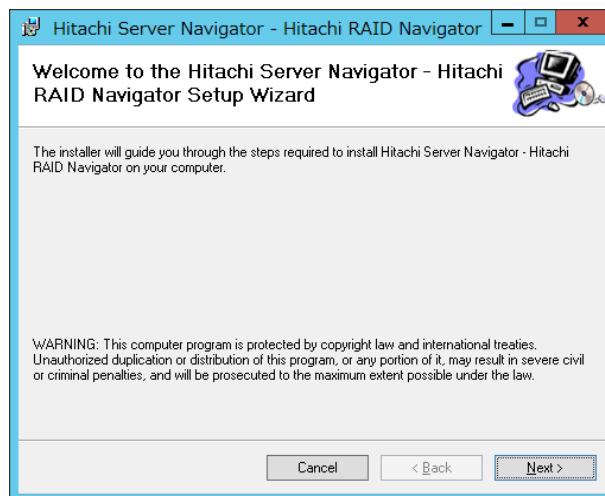 Hitachi Server Navigator - Hitachi RAID Navigator
Welcome to the Hitachi Server Navigator - Hitachi
RAID Navigator Setup Wizard
The installer will guide you through the steps required to install Hitachi Server Navigator - Hitachi
RAID Navigator on your computer.
WARNING: This computer program is protected by copyright law and international treaties.
Unauthorized duplication or distribution of this program, or any portion of it, may result in severe civil
or criminal penalties, and will be prosecuted to the maximum extent possible under the law.
Cancel < Back Next >